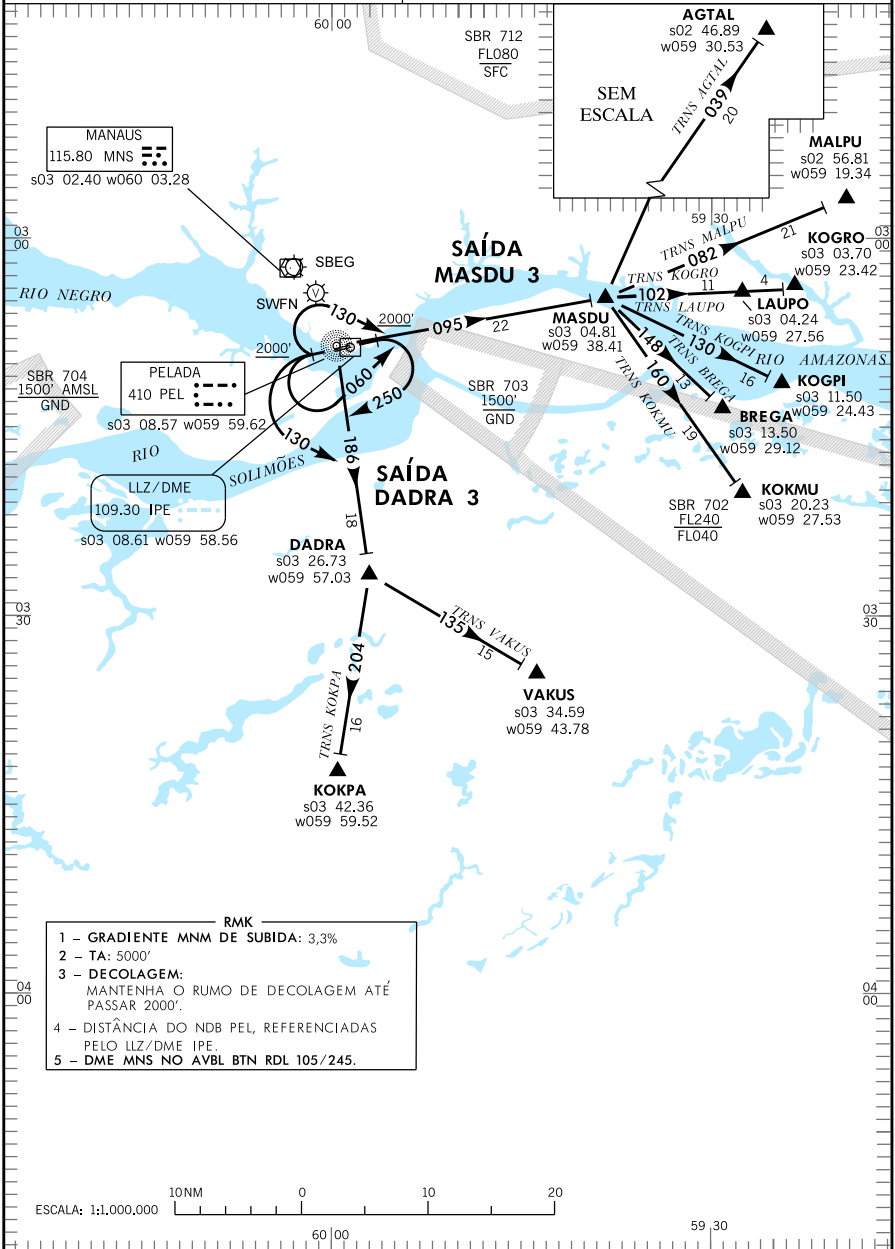 60 00
SBR 712
FL080
SFC
AGTAL
s02 46.89
w059 30.53
SEM
ESCALA
TRNS AGTAL
039
20
MANAUS
115.80 MNS
s03 02.40 w060 03.28
MALPU
s02 56.81
w059 19.34
59 30
03
00
03
00
TRNS MALPU
082
21
KOGRO
s03 03.70
w059 23.42
SBEG
SWFN
V
RIO NEGRO
SAÍDA
MASDU 3
130
2000'
095
22
MASDU
s03 04.81
w059 38.41
TRNS KOGRO
102
11
4
TRNS LAUPO
LAUPO
s03 04.24
w059 27.56
TRNS KOGPI
130
16
RIO AMAZONAS
KOGPI
s03 11.50
w059 24.43
148
TRNS BREGA
13
BREGA
s03 13.50
w059 29.12
160
TRNS KOKMU
19
KOKMU
s03 20.23
w059 27.53
2000'
SBR 704
1500' AMSL
GND
PELADA
410 PEL
s03 08.57 w059 59.62
060
250
130
SBR 703
1500'
GND
RIO
SOLIMÕES
186
18
SAÍDA
DADRA 3
LLZ/DME
109.30 IPE
s03 08.61 w059 58.56
SBR 702
FL240
FL040
DADRA
s03 26.73
w059 57.03
03
30
03
30
TRNS VAKUS
135
15
VAKUS
s03 34.59
w059 43.78
204
TRNS KOKPA
16
KOKPA
s03 42.36
w059 59.52
RMK
1 – GRADIENTE MNM DE SUBIDA: 3,3%
2 – TA: 5000'
3 – DECOLAGEM:
MANTENHA O RUMO DE DECOLAGEM ATÉ
PASSAR 2000'.
4 – DISTÂNCIA DO NDB PEL, REFERENCIADAS
PELO LLZ/DME IPE.
5 – DME MNS NO AVBL BTN RDL 105/245.
04
00
04
00
ESCALA: 1:1.000.000
10NM
0
10
20
60 00
59 30